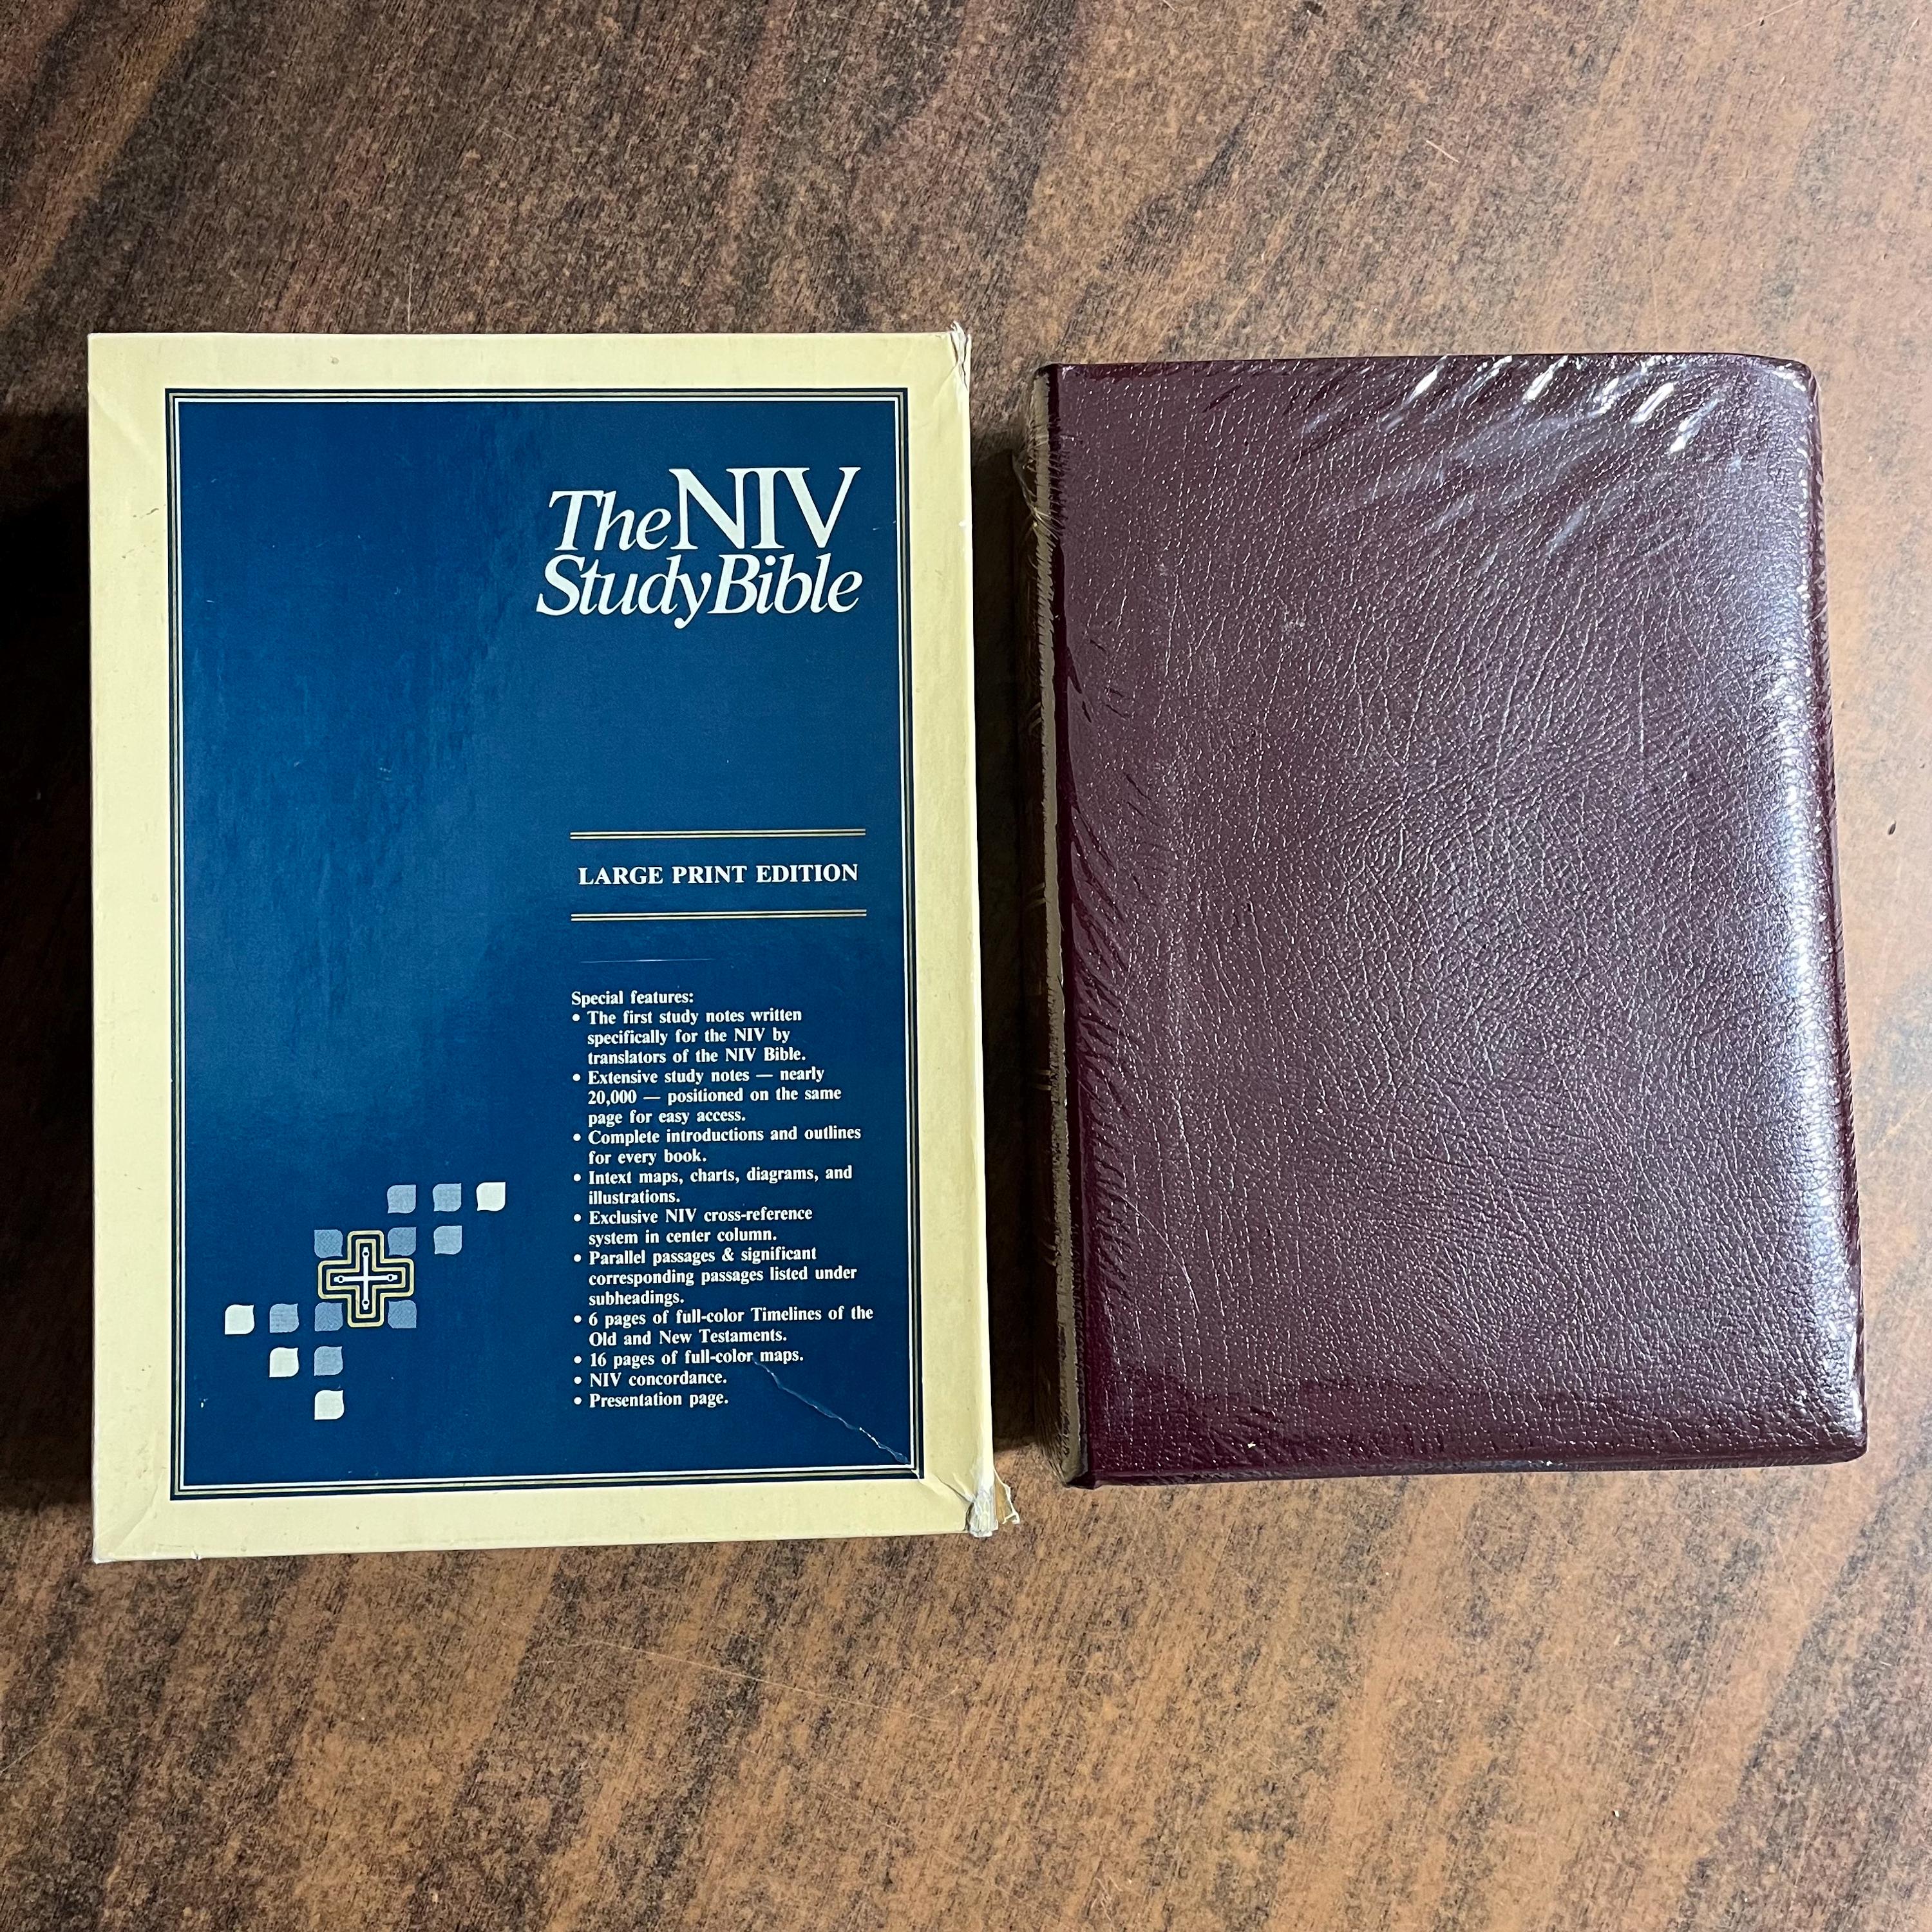 The NIV
Study Bible
LARGE PRINT EDITION
Special features:
• The first study notes written
specifically for the NIV by
translators of the NIV Bible.
• Extensive study notes — nearly
20,000 — positioned on the same
page for easy access.
• Complete introductions and outlines
for every book.
• Intext maps, charts, diagrams, and
illustrations.
• Exclusive NIV cross-reference
system in center column.
• Parallel passages & significant
corresponding passages listed under
subheadings.
• 6 pages of full-color Timelines of the
Old and New Testaments.
• 16 pages of full-color maps.
• NIV concordance.
• Presentation page.